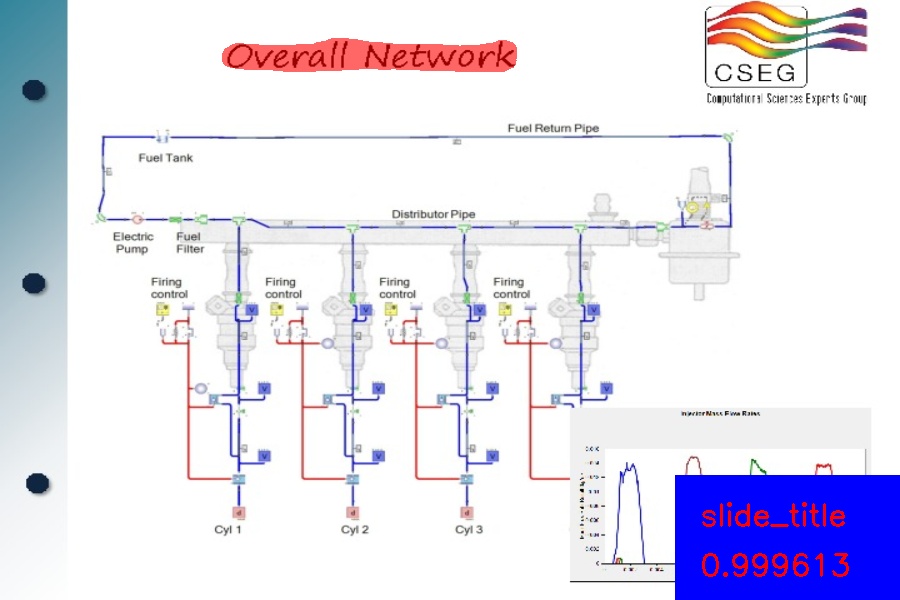 Overall Network
CSEG
Computational Sciences Experts Group
Fuel Return Pipe
Fuel Tank
Distributor Pipe
Electric
Pump
Fuel
Filter
Firing
control
Firing
control
Firing
control
Firing
control
Cyl 1
Cyl 2
Cyl 3
Injector Mass Flow Rates
slide_title
0.999613